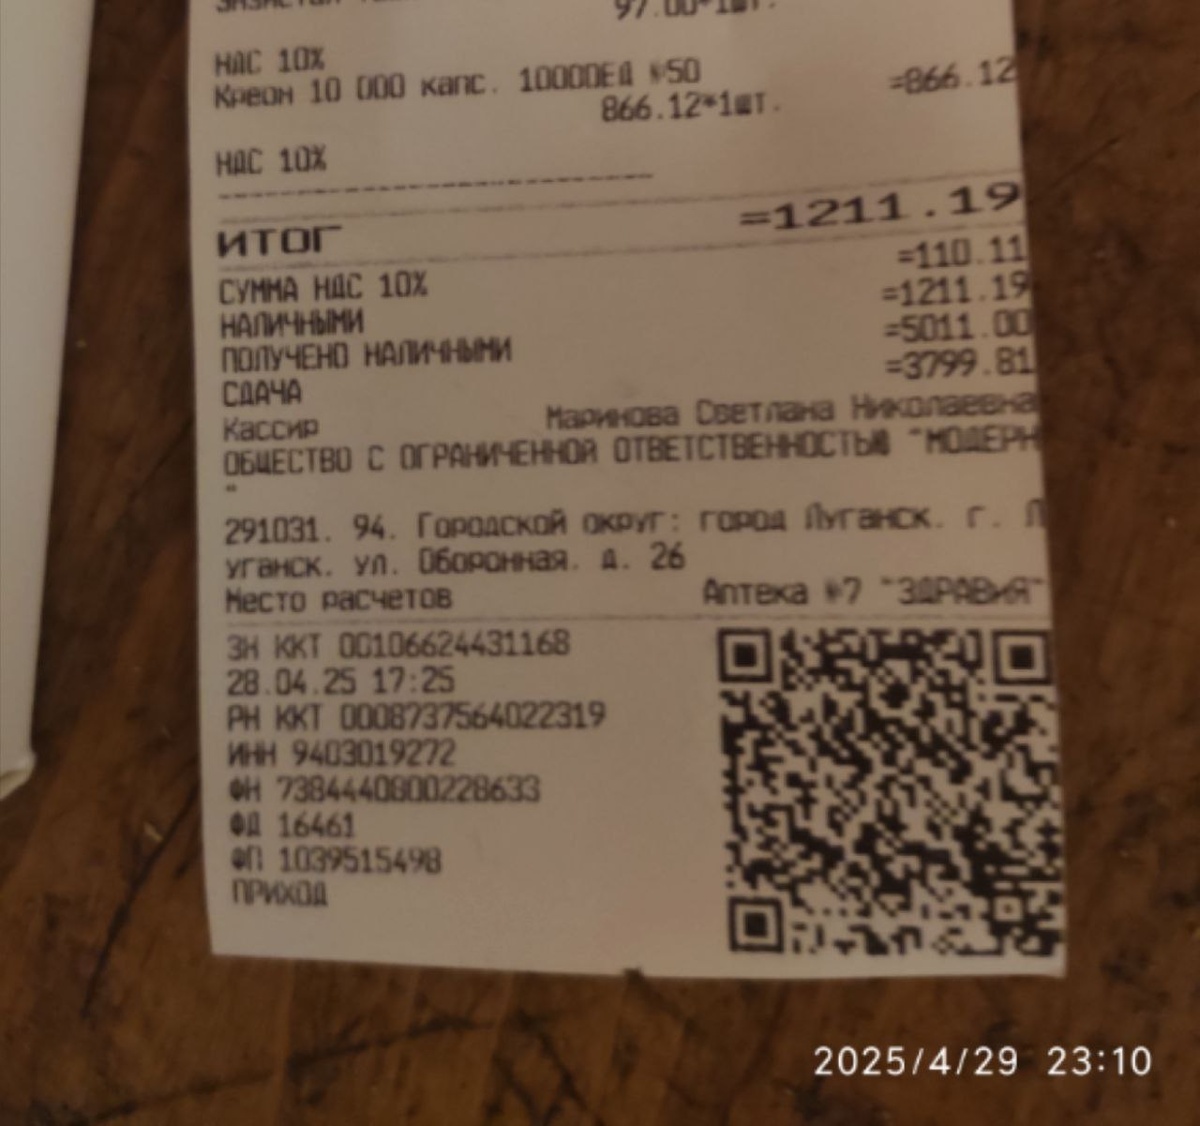 97.00*1шт.
НДС 10%
Креон 10 000 капс. 10000ЕД №50 =866.12
866.12*1шт.
НДС 10%
ИТОГ =1211.19
СУММА НДС 10% =110.11
НАЛИЧНЫМИ =1211.19
ПОЛУЧЕНО НАЛИЧНЫМИ =5011.00
СДАЧА =3799.81
Кассир Маринова Светлана Николаевна
ОБЩЕСТВО С ОГРАНИЧЕННОЙ ОТВЕТСТВЕННОСТЬЮ "МОДЕРН
"
291031. 94. Городской округ: город Луганск. г. Л
уганск. ул. Оборонная. д. 26
Место расчетов Аптека №7 "ЗДРАВИЯ"
ЗН ККТ 00106624431168
28.04.25 17:25
РН ККТ 0008737564022319
ИНН 9403019272
ФН 7384440800228633
ФД 16461
ФП 1039515498
ПРИХОД
2025/4/29 23:10